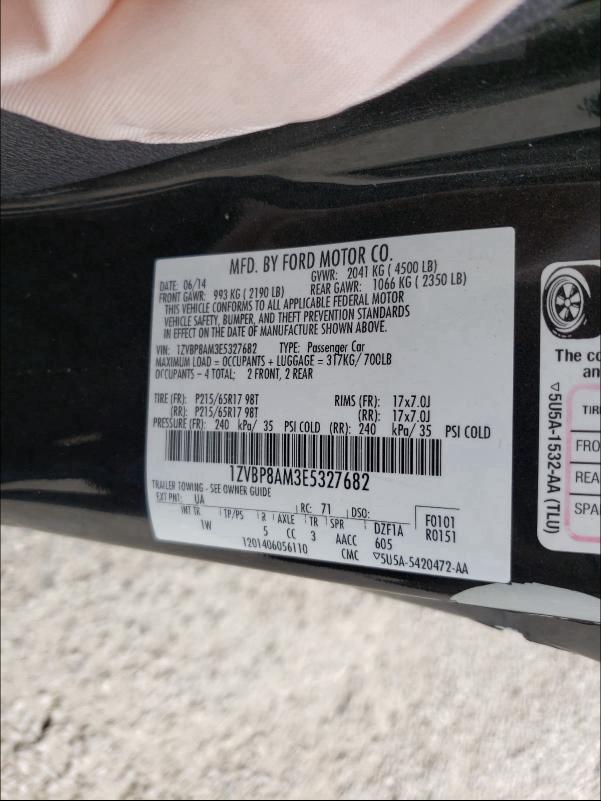 MFD. BY FORD MOTOR CO.
DATE: 06/14 GVWR: 2041 KG ( 4500 LB)
FRONT GAWR: 993 KG ( 2190 LB) REAR GAWR: 1066 KG ( 2350 LB)
THIS VEHICLE CONFORMS TO ALL APPLICABLE FEDERAL MOTOR
VEHICLE SAFETY, BUMPER, AND THEFT PREVENTION STANDARDS
IN EFFECT ON THE DATE OF MANUFACTURE SHOWN ABOVE.
VIN: 1ZVBP8AM3E5327682 TYPE: Passenger Car
MAXIMUM LOAD = OCCUPANTS + LUGGAGE = 317KG/ 700LB
OCCUPANTS - 4 TOTAL; 2 FRONT, 2 REAR
TIRE (FR): P215/65R17 98T RIMS (FR): 17x7.0J
(RR): P215/65R17 98T (RR): 17x7.0J
PRESSURE (FR): 240 kPa/ 35 PSI COLD (RR): 240 kPa/ 35 PSI COLD
1ZVBP8AM3E5327682
TRAILER TOWING - SEE OWNER GUIDE
EXT PNT: UA RC: 71 DSO: F0101
INT TR TP/PS R AXLE TR SPR DZF1A R0151
1W 5 CC 3 AACC 605
1201406056110 CMC ▽5U5A-5420472-AA
The co
an
TIR
FRO
REA
SPA
▽5U5A-1532-AA (TLU)